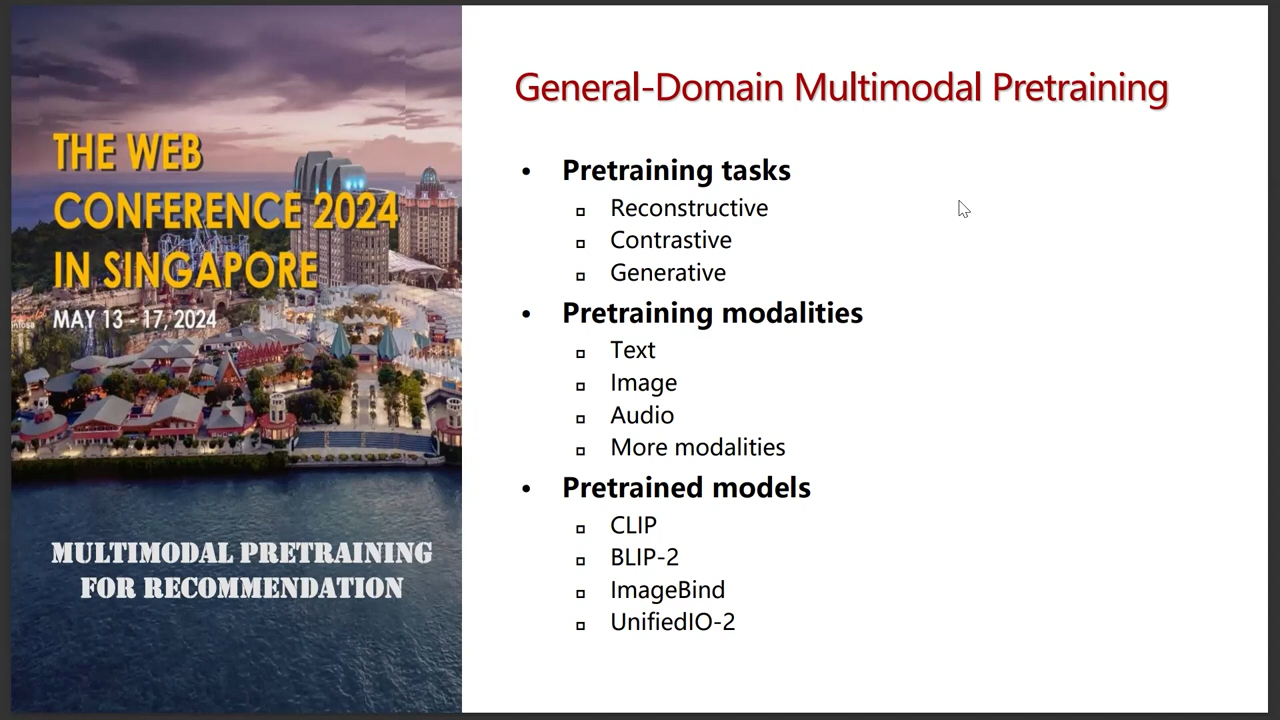 THE WEB
CONFERENCE 2024
IN SINGAPORE
MAY 13 - 17, 2024
MULTIMODAL PRETRAINING
FOR RECOMMENDATION
General-Domain Multimodal Pretraining
• Pretraining tasks
Reconstructive
Contrastive
Generative
• Pretraining modalities
Text
Image
Audio
More modalities
• Pretrained models
CLIP
BLIP-2
ImageBind
UnifiedIO-2